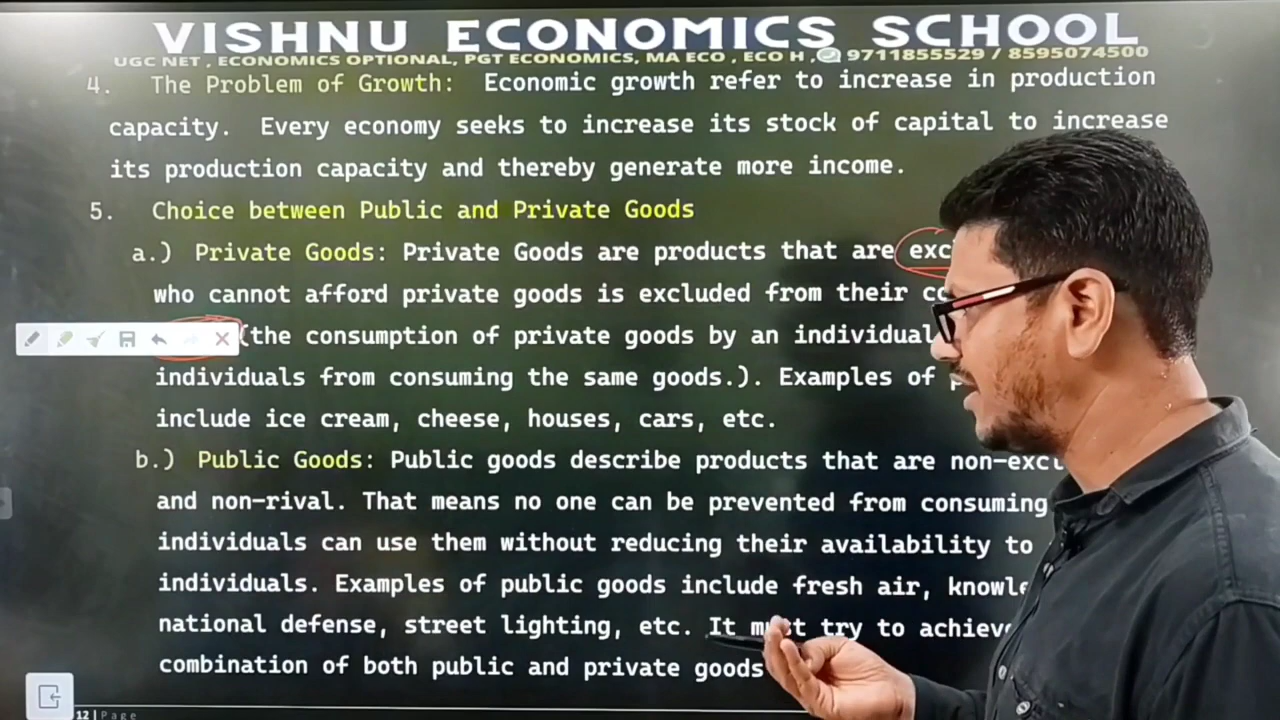 VISHNU ECONOMICS SCHOOL
UGC NET , ECONOMICS OPTIONAL, PGT ECONOMICS, MA ECO , ECO H , 9711855529 / 8595074500
4. The Problem of Growth: Economic growth refer to increase in production
capacity. Every economy seeks to increase its stock of capital to increase
its production capacity and thereby generate more income.
5. Choice between Public and Private Goods
a.) Private Goods: Private Goods are products that are
who cannot afford private goods is excluded from their
(the consumption of private goods by an individual
individuals from consuming the same goods.). Examples of
include ice cream, cheese, houses, cars, etc.
b.) Public Goods: Public goods describe products that are
and non-rival. That means no one can be prevented from consuming
individuals can use them without reducing their availability to
individuals. Examples of public goods include fresh air,
national defense, street lighting, etc. It must try to
combination of both public and private goods
12 | Page